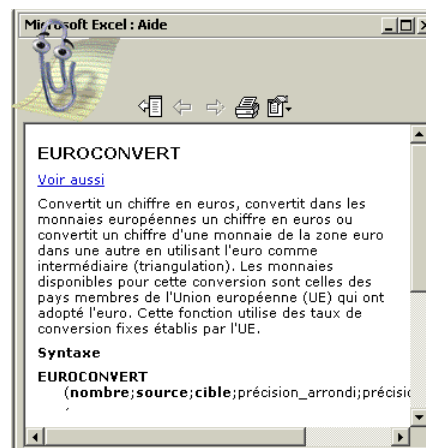 Microsoft Excel : Aide
EUROCONVERT
Voir aussi
Convertit un chiffre en euros, convertit dans les
monnaies européennes un chiffre en euros ou
convertit un chiffre d'une monnaie de la zone euro
dans une autre en utilisant l'euro comme
intermédiaire (triangulation). Les monnaies
disponibles pour cette conversion sont celles des
pays membres de l'Union européenne (UE) qui ont
adopté l'euro. Cette fonction utilise des taux de
conversion fixes établis par l'UE.
Syntaxe
EUROCONVERT
(nombre;source;cible;précision_arrondi;précisic